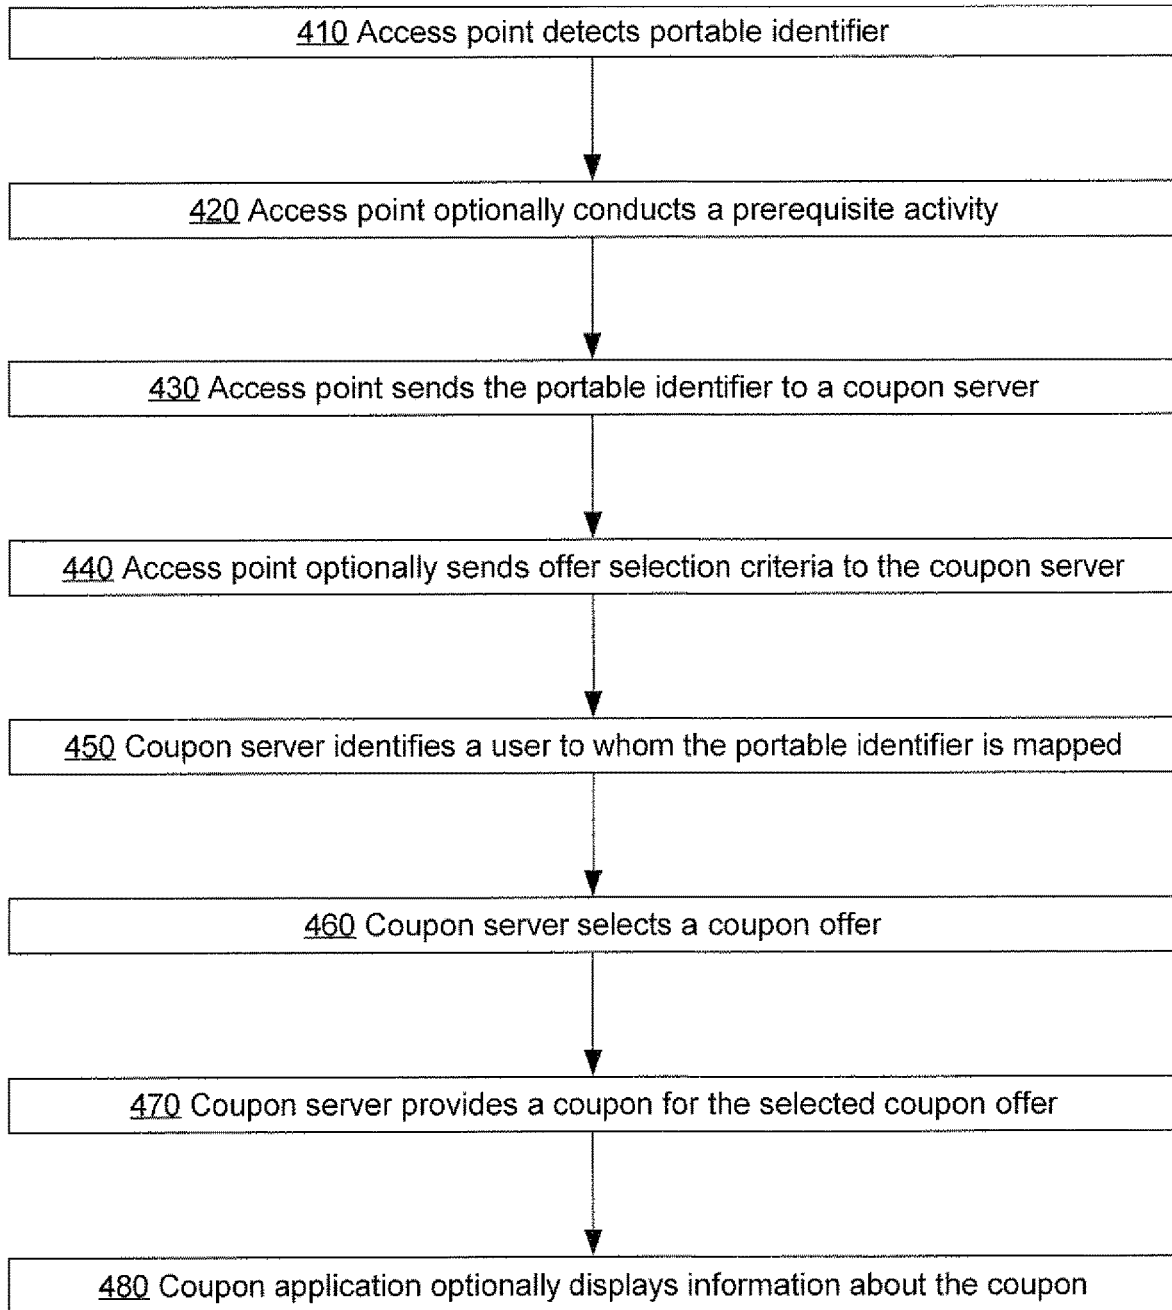 410 Access point detects portable identifier
420 Access point optionally conducts a prerequisite activity
430 Access point sends the portable identifier to a coupon server
440 Access point optionally sends offer selection criteria to the coupon server
450 Coupon server identifies a user to whom the portable identifier is mapped
460 Coupon server selects a coupon offer
470 Coupon server provides a coupon for the selected coupon offer
480 Coupon application optionally displays information about the coupon